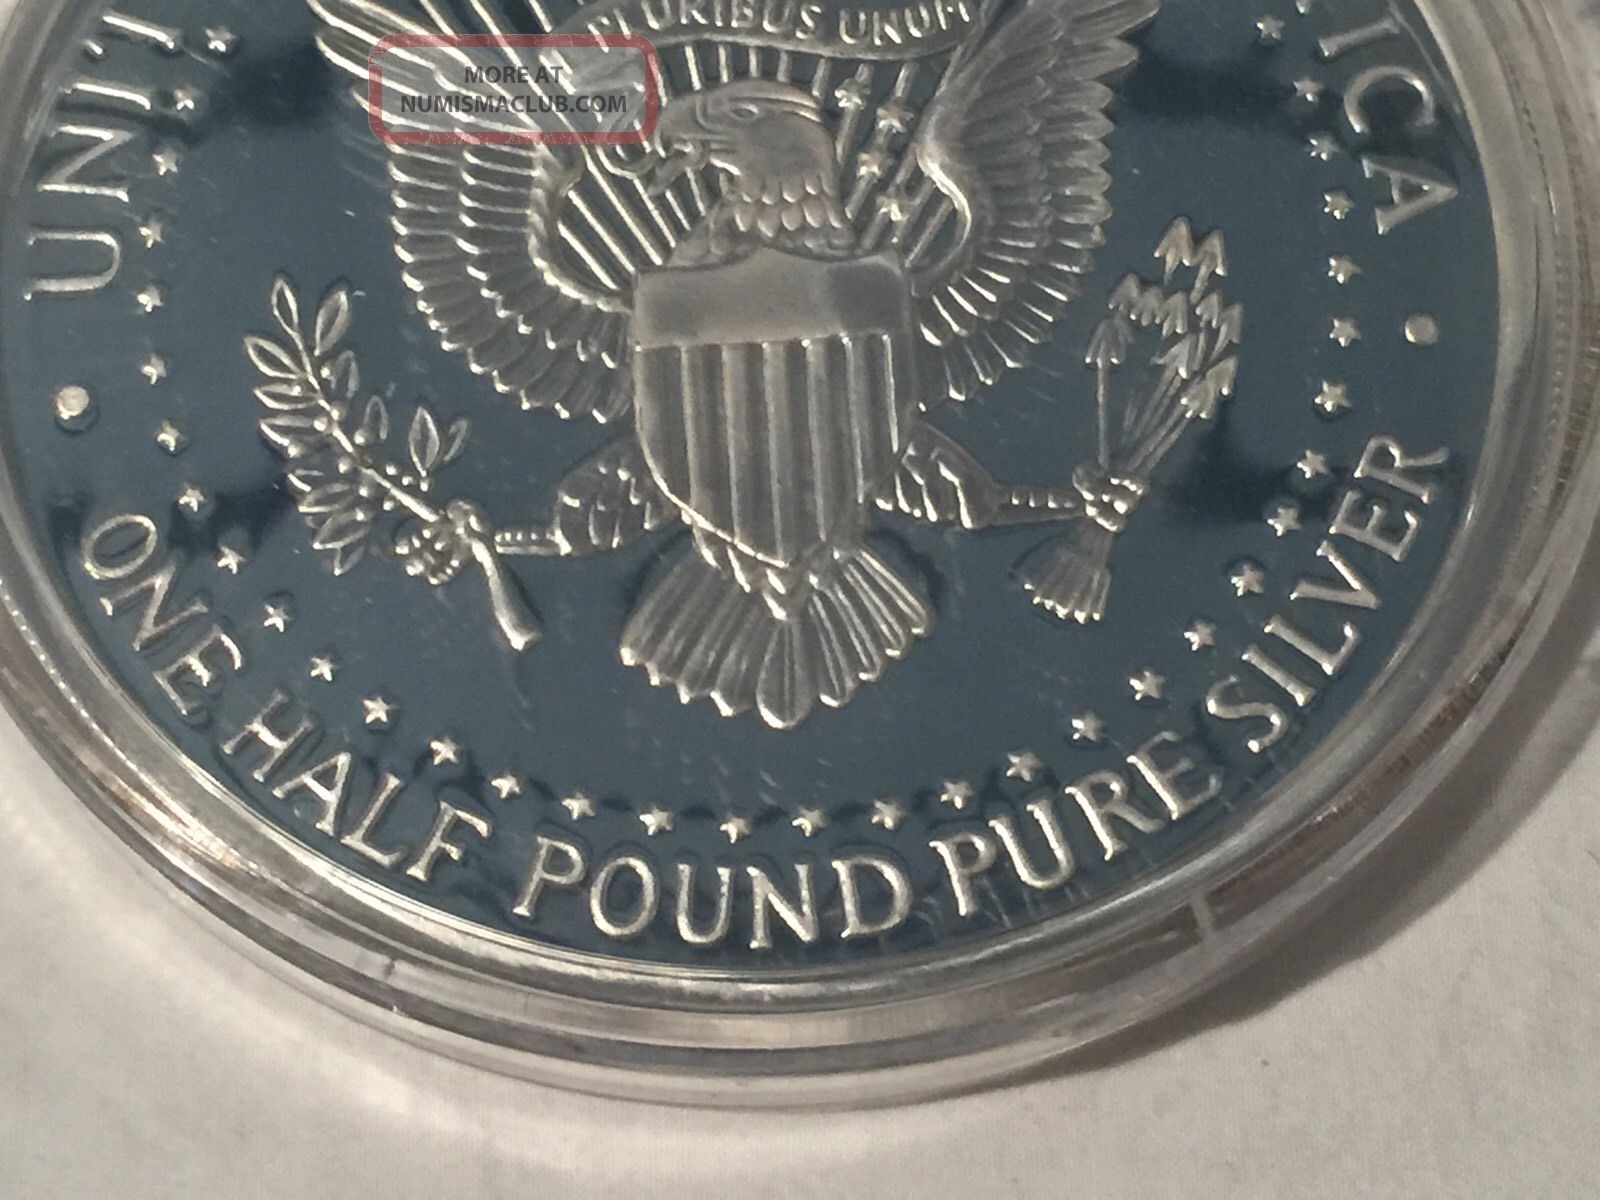 PLURIBUS UNUM
MORE AT
NUMISMACLUB.COM
UNIT
ICA
ONE HALF POUND PURE SILVER